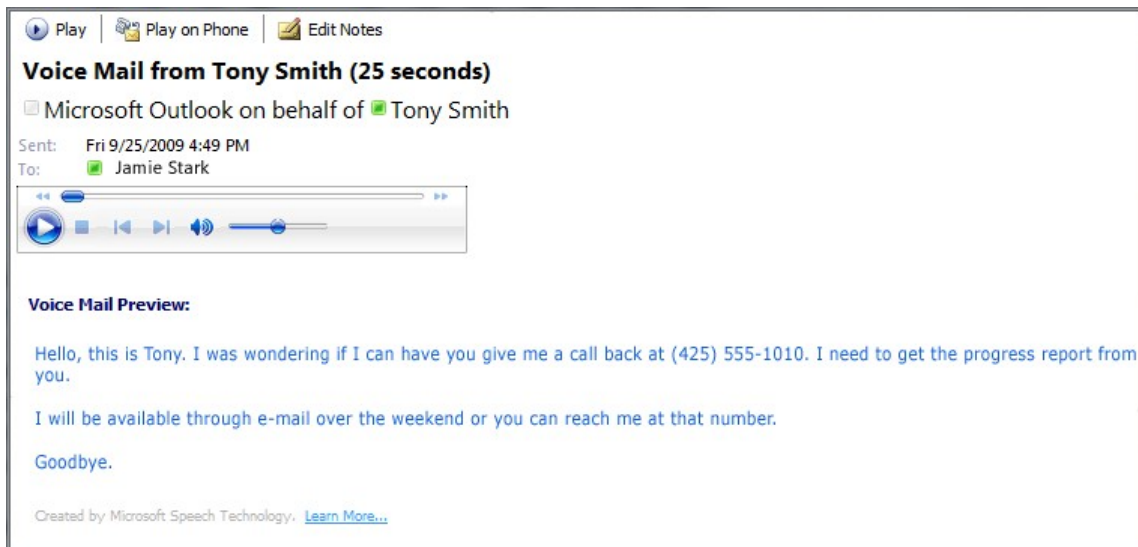 Play Play on Phone Edit Notes
Voice Mail from Tony Smith (25 seconds)
Microsoft Outlook on behalf of Tony Smith
Sent: Fri 9/25/2009 4:49 PM
To: Jamie Stark
Voice Mail Preview:
Hello, this is Tony. I was wondering if I can have you give me a call back at (425) 555-1010. I need to get the progress report from
you.
I will be available through e-mail over the weekend or you can reach me at that number.
Goodbye.
Created by Microsoft Speech Technology. Learn More...